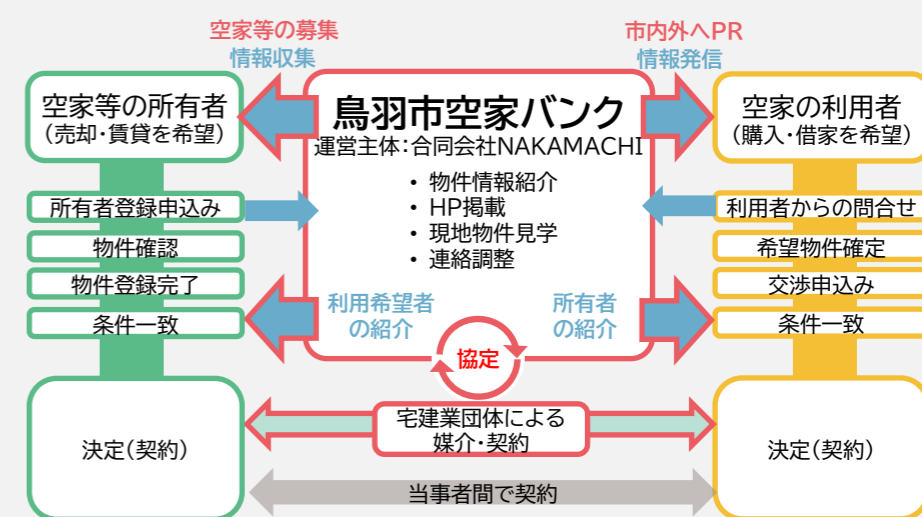 空家等の募集
情報収集
市内外へPR
情報発信
空家等の所有者
(売却・賃貸を希望)
鳥羽市空家バンク
運営主体:合同会社NAKAMACHI
・ 物件情報紹介
・ HP掲載
・ 現地物件見学
・ 連絡調整
空家の利用者
(購入・借家を希望)
所有者登録申込み
物件確認
物件登録完了
条件一致
利用者からの問合せ
希望物件確定
交渉申込み
条件一致
利用希望者
の紹介
所有者
の紹介
協定
決定(契約)
宅建業団体による
媒介・契約
決定(契約)
当事者間で契約